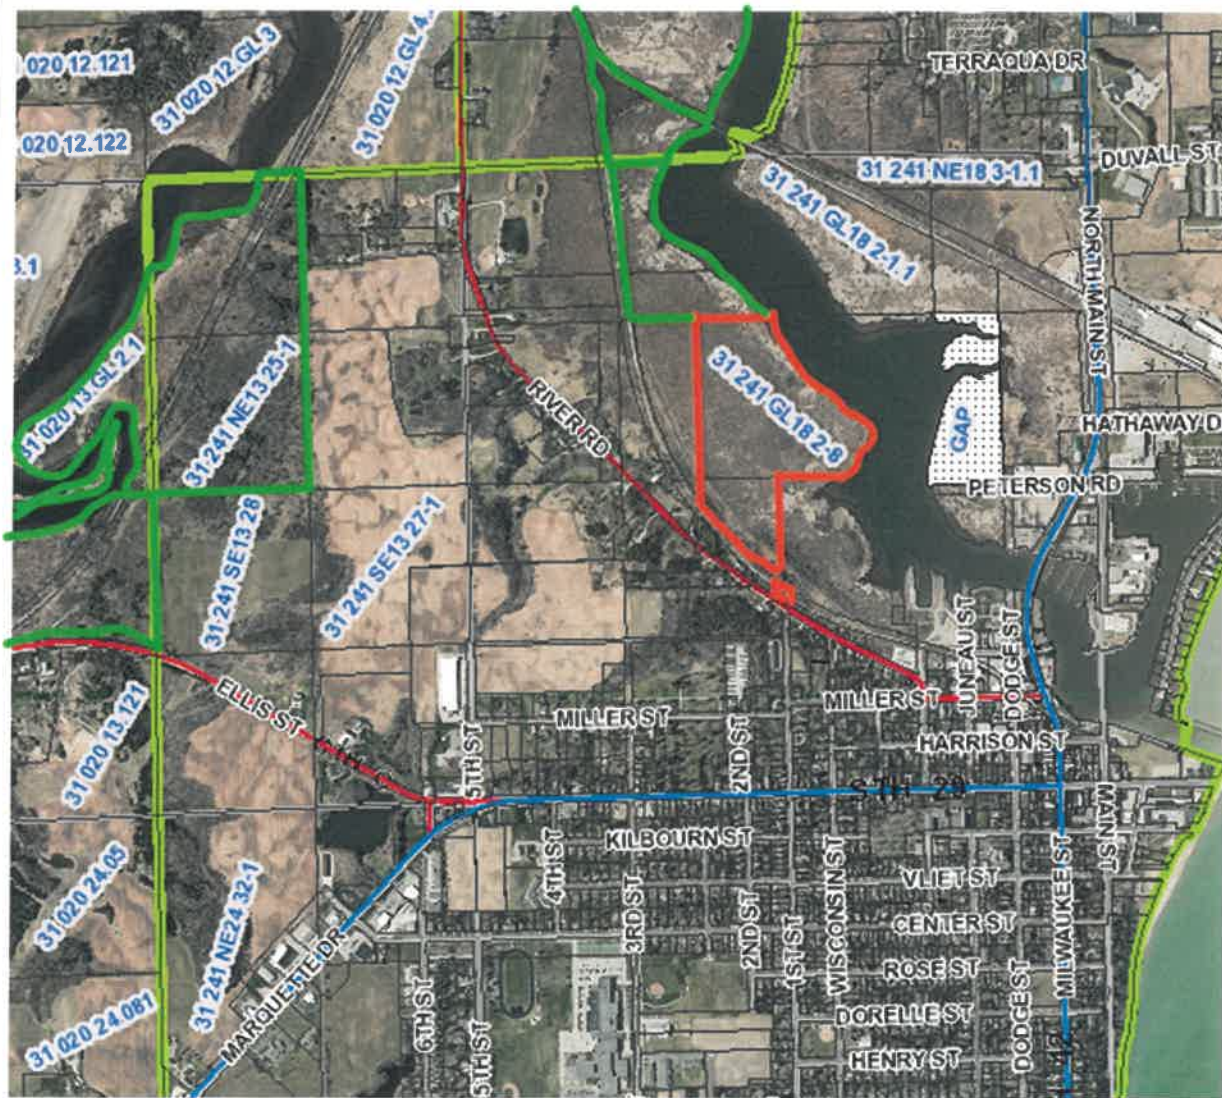 020 12.121
31 020 12 GL 3
31 020 12 GL 4.
TERRAQUA DR
020 12.122
31 241 NE18 3-1.1
DUVALL ST
31 241 GL18 2-1.1
3.1
NORTH MAIN ST
31 020 13 GL 2.1
31 241 NE13 25-1
31 241 GL18 2-8
RIVER RD
GAP
HATHAWAY D
PETERSON RD
31 241 SE13 28
31 241 SE13 27-1
JUNEAU ST
DODGE ST
ELLIS ST
MILLER ST
MILLER ST
31 020 13.121
5TH ST
2ND ST
HARRISON ST
STH 29
MAIN ST
KILBOURN ST
31 020 24.05
31 241 NE24 32-1
4TH ST
3RD ST
2ND ST
1ST ST
WISCONSIN ST
VLIET ST
CENTER ST
MILWAUKEE ST
MARQUETTE DR
ROSE ST
31 020 24.081
6TH ST
5TH ST
DORELLE ST
DODGE ST
HENRY ST